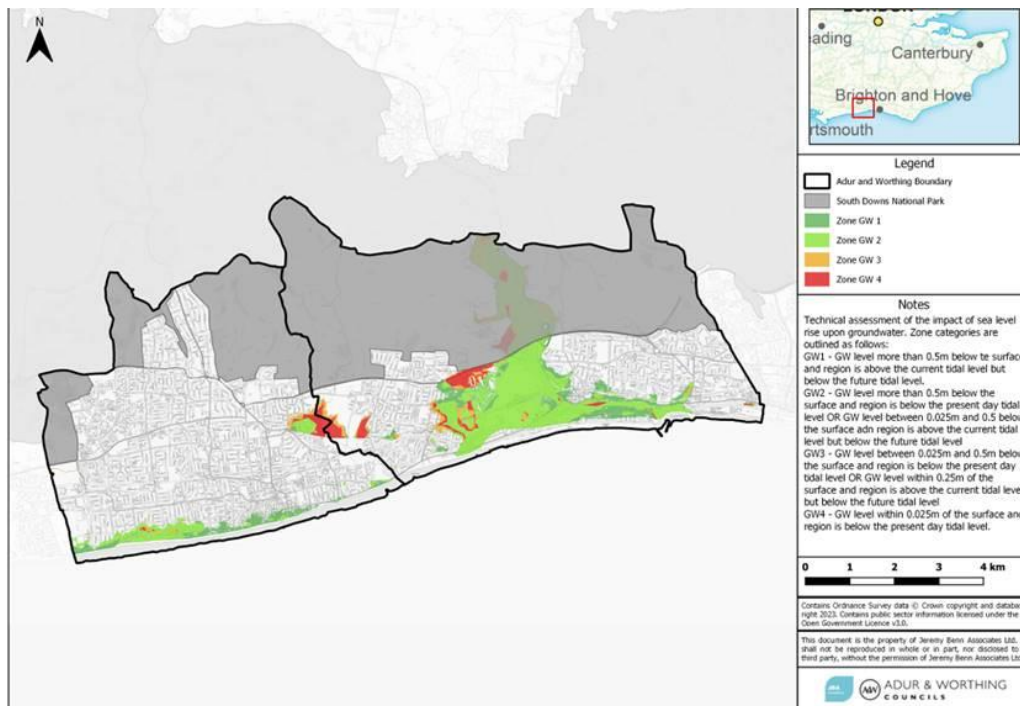 N
LONDON
ading
Canterbury
Brighton and Hove
rtsmouth
Legend
Adur and Worthing Boundary
South Downs National Park
Zone GW 1
Zone GW 2
Zone GW 3
Zone GW 4
Notes
Technical assessment of the impact of sea level
rise upon groundwater. Zone categories are
outlined as follows:
GW1 - GW level more than 0.5m below te surface
and region is above the current tidal level but
below the future tidal level.
GW2 - GW level more than 0.5m below the
surface and region is below the present day tidal
level OR GW level between 0.025m and 0.5 below
the surface adn region is above the current tidal
level but below the future tidal level
GW3 - GW level between 0.025m and 0.5m below
the surface and region is below the present day
tidal level OR GW level within 0.25m of the
surface and region is above the current tidal leve
but below the future tidal level
GW4 - GW level within 0.025m of the surface and
region is below the present day tidal level.
0 1 2 3 4 km
Contains Ordnance Survey data © Crown copyright and databas
right 2023. Contains public sector information licensed under the
Open Government Licence v3.0.
This document is the property of Jeremy Benn Associates Ltd.
shall not be reproduced in whole or in part, nor disclosed to
third party, without the permission of Jeremy Benn Associates Ltd
JBA
AW ADUR & WORTHING
COUNCILS